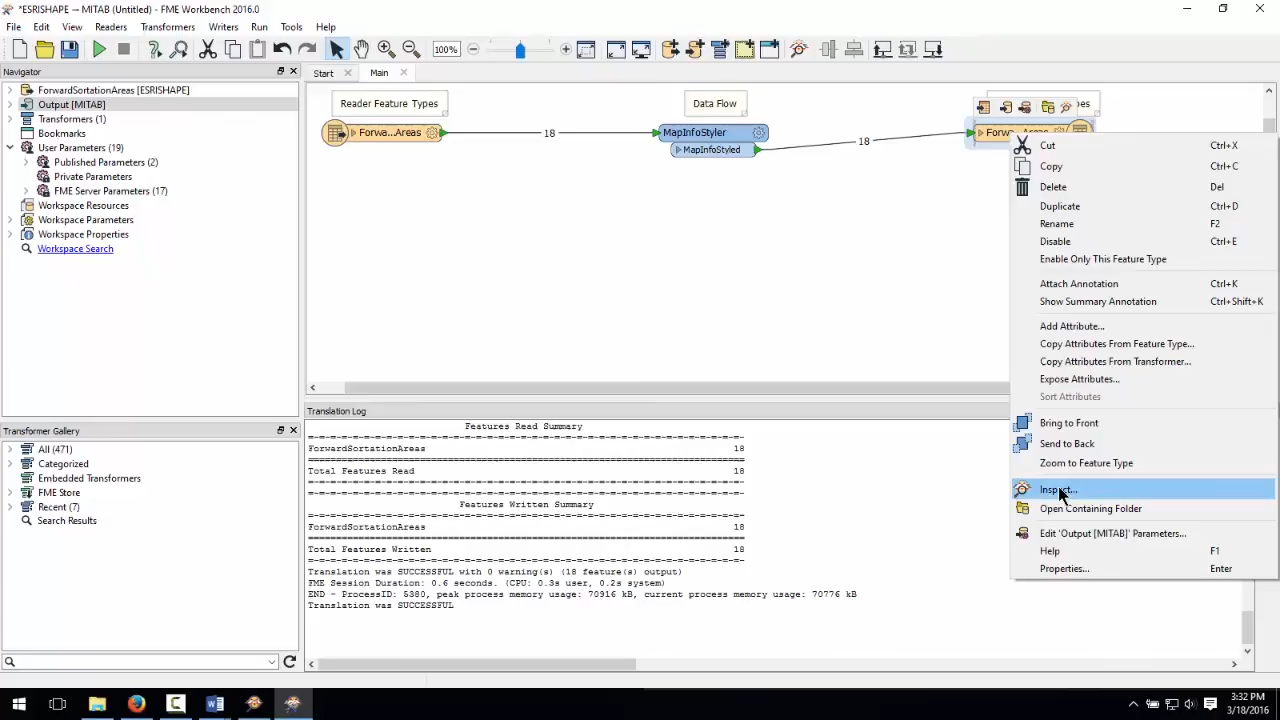 *ESRISHAPE → MITAB (Untitled) - FME Workbench 2016.0
File Edit View Readers Transformers Writers Run Tools Help
100%
Navigator
ForwardSortationAreas [ESRISHAPE]
Output [MITAB]
Transformers (1)
Bookmarks
User Parameters (19)
Published Parameters (2)
Private Parameters
FME Server Parameters (17)
Workspace Resources
Workspace Parameters
Workspace Properties
Workspace Search
Transformer Gallery
All (471)
Categorized
Embedded Transformers
FME Store
Recent (7)
Search Results
Start Main
Reader Feature Types
Data Flow
Forwa...Areas
18
MapInfoStyler
MapInfoStyled
18
Cut Ctrl+X
Copy Ctrl+C
Delete Del
Duplicate Ctrl+D
Rename F2
Disable Ctrl+E
Enable Only This Feature Type
Attach Annotation Ctrl+K
Show Summary Annotation Ctrl+Shift+K
Add Attribute...
Copy Attributes From Feature Type...
Copy Attributes From Transformer...
Expose Attributes...
Sort Attributes
Bring to Front
Send to Back
Zoom to Feature Type
Inspect...
Open Containing Folder
Edit 'Output [MITAB]' Parameters...
Help F1
Properties... Enter
Translation Log
Features Read Summary
ForwardSortationAreas 18
Total Features Read 18
Features Written Summary
ForwardSortationAreas 18
Total Features Written 18
Translation was SUCCESSFUL with 0 warning(s) (18 feature(s) output)
FME Session Duration: 0.6 seconds. (CPU: 0.3s user, 0.2s system)
END - ProcessID: 5380, peak process memory usage: 70916 kB, current process memory usage: 70776 kB
Translation was SUCCESSFUL
3:32 PM
3/18/2016